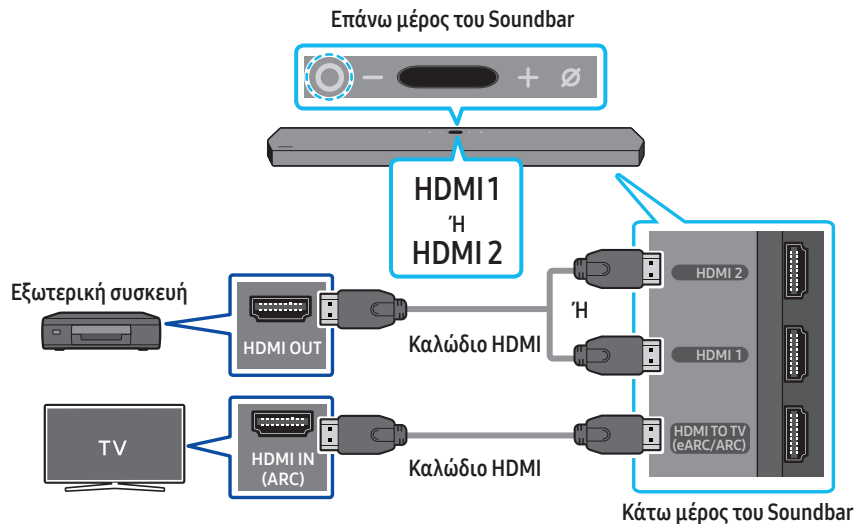 Επάνω μέρος του Soundbar
HDMI 1
Ή
HDMI 2
Εξωτερική συσκευή
HDMI OUT
Καλώδιο HDMI
Ή
HDMI 2
HDMI 1
TV
HDMI IN
(ARC)
Καλώδιο HDMI
HDMI TO TV
(eARC/ARC)
Κάτω μέρος του Soundbar